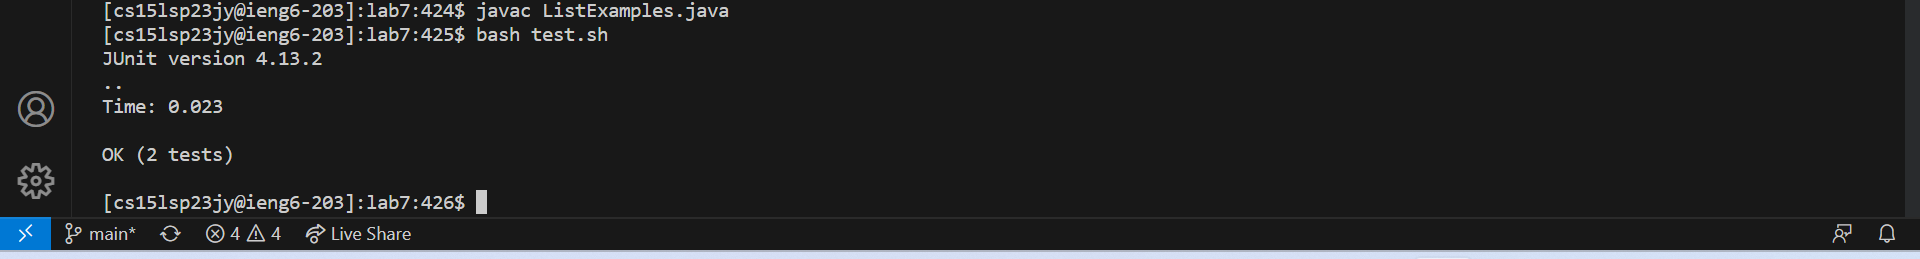 [cs15lsp23jy@ieng6-203]:lab7:424$ javac ListExamples.java
[cs15lsp23jy@ieng6-203]:lab7:425$ bash test.sh
JUnit version 4.13.2
..
Time: 0.023
OK (2 tests)
[cs15lsp23jy@ieng6-203]:lab7:426$
main* 4 4 Live Share